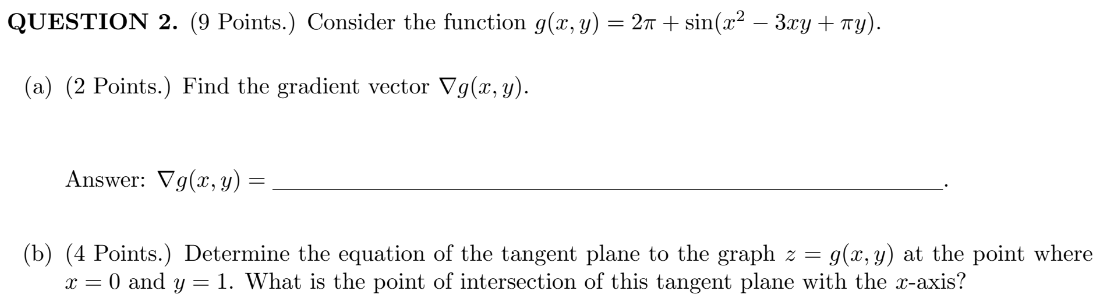 QUESTION 2. (9 Points.) Consider the function g(x, y) = 2π + sin(x² − 3xy + πy).
(a) (2 Points.) Find the gradient vector ∇g(x, y).
Answer: ∇g(x, y) = ______________________________.
(b) (4 Points.) Determine the equation of the tangent plane to the graph z = g(x, y) at the point where
x = 0 and y = 1. What is the point of intersection of this tangent plane with the x-axis?